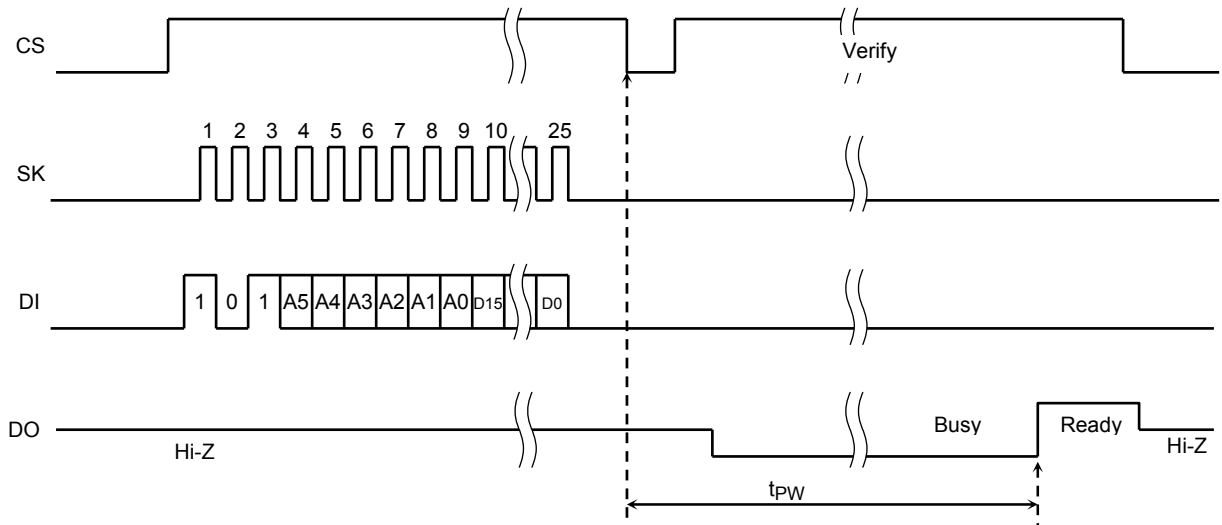 CS
Verify
1 2 3 4 5 6 7 8 9 10 25
SK
DI 1 0 1 A5 A4 A3 A2 A1 A0 D15 D0
DO Busy Ready
Hi-Z Hi-Z
tPW